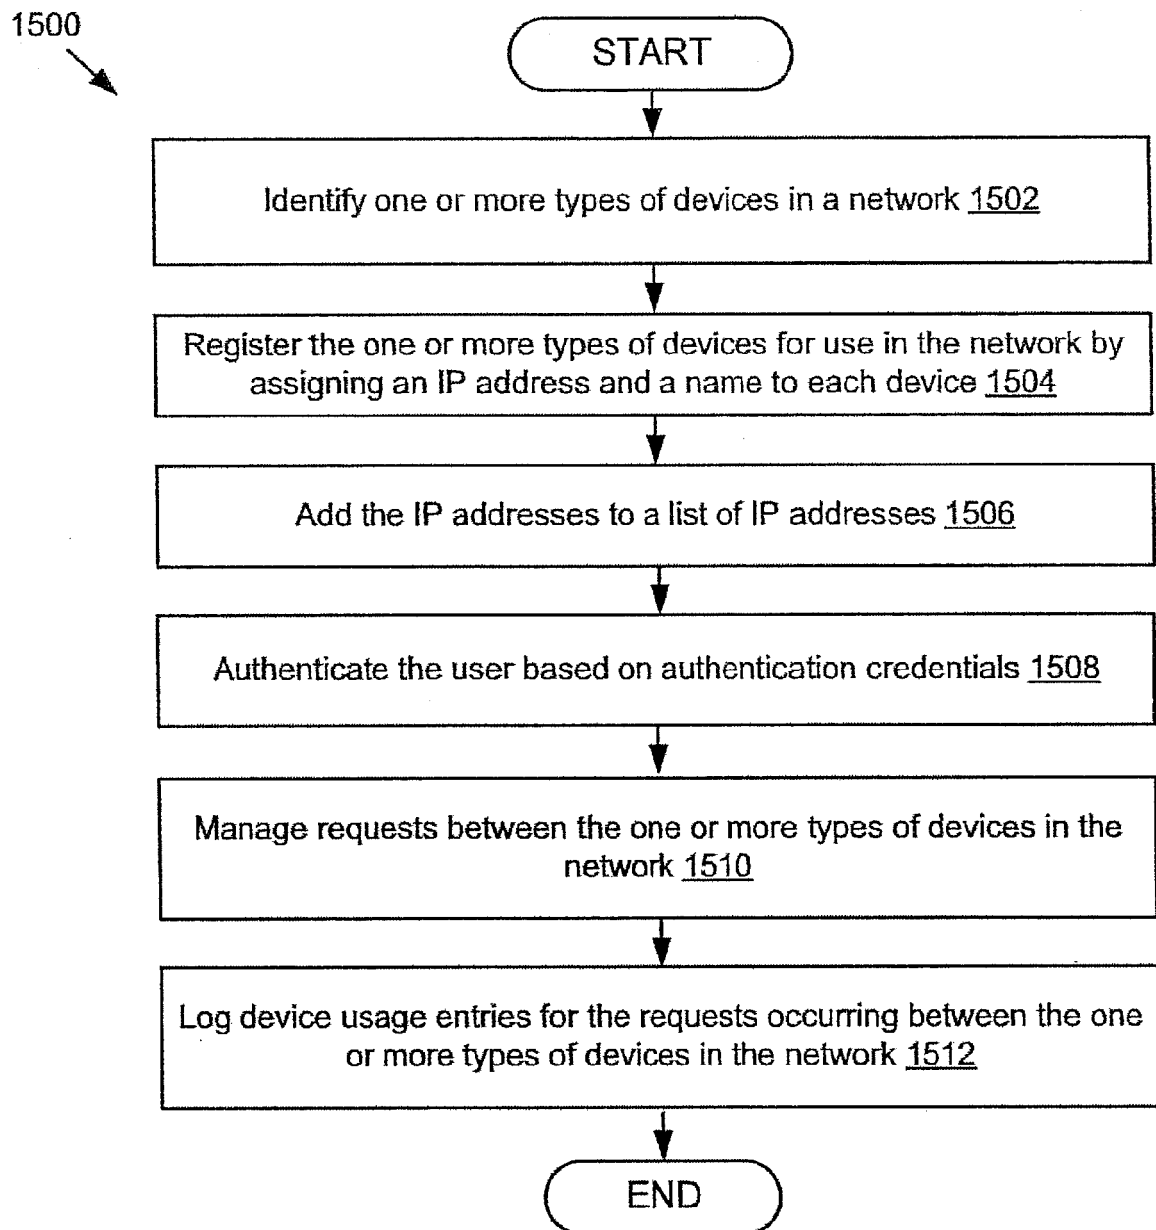 1500
START
Identify one or more types of devices in a network 1502
Register the one or more types of devices for use in the network by
assigning an IP address and a name to each device 1504
Add the IP addresses to a list of IP addresses 1506
Authenticate the user based on authentication credentials 1508
Manage requests between the one or more types of devices in the
network 1510
Log device usage entries for the requests occurring between the one
or more types of devices in the network 1512
END